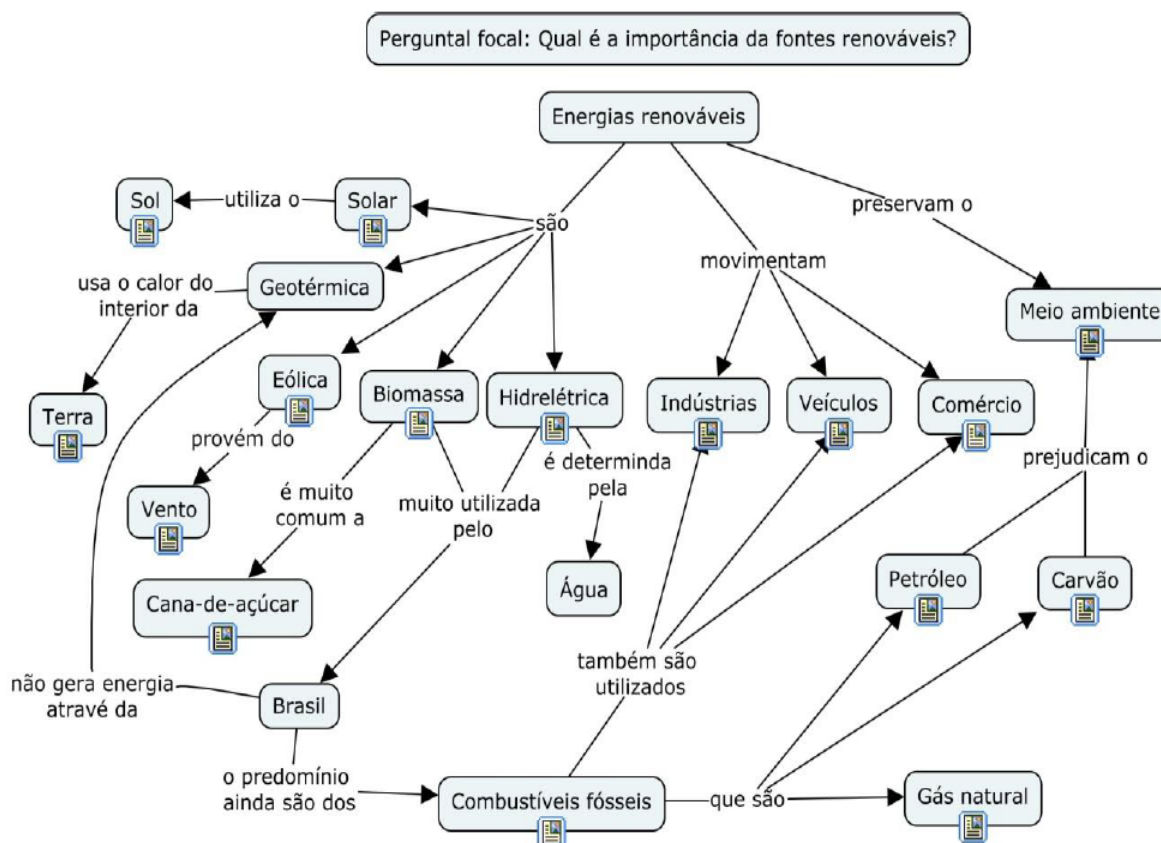 Perguntal focal: Qual é a importância da fontes renováveis?
Energias renováveis
Sol
utiliza o
Solar
são
preservam o
movimentam
usa o calor do
interior da
Geotérmica
Meio ambiente
Eólica
Biomassa
Hidrelétrica
Indústrias
Veículos
Comércio
Terra
provém do
é determinda
pela
prejudicam o
Vento
é muito
comum a
muito utilizada
pelo
Água
Petróleo
Carvão
Cana-de-açúcar
também são
utilizados
não gera energia
atravé da
Brasil
o predomínio
ainda são dos
Combustíveis fósseis
que são
Gás natural